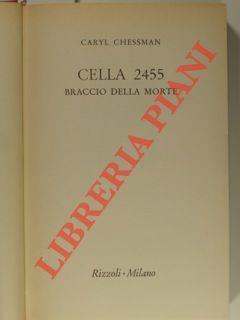 CARYL CHESSMAN
CELLA 2455
BRACCIO DELLA MORTE
LIBRERIA PIANI
Rizzoli • Milano